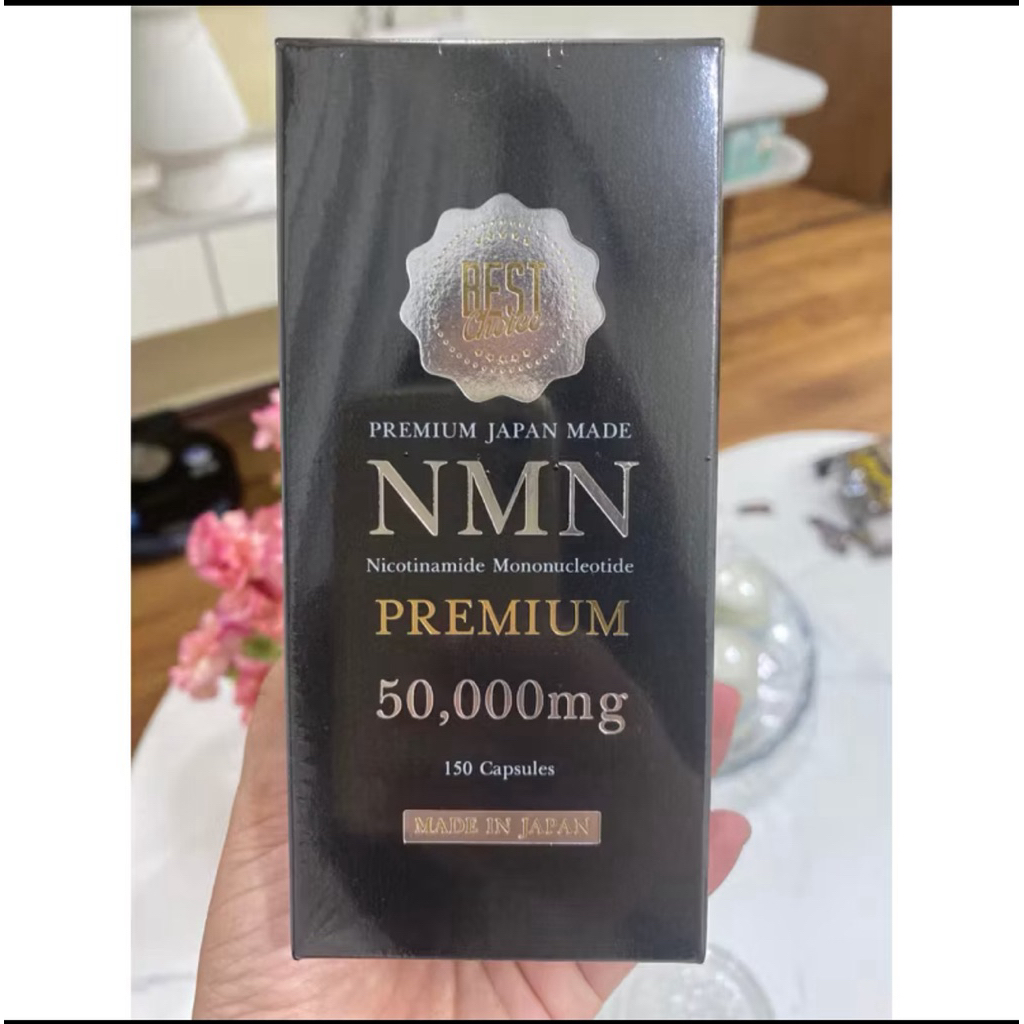 BEST
Choice
PREMIUM JAPAN MADE
NMN
Nicotinamide Mononucleotide
PREMIUM
50,000mg
150 Capsules
MADE IN JAPAN